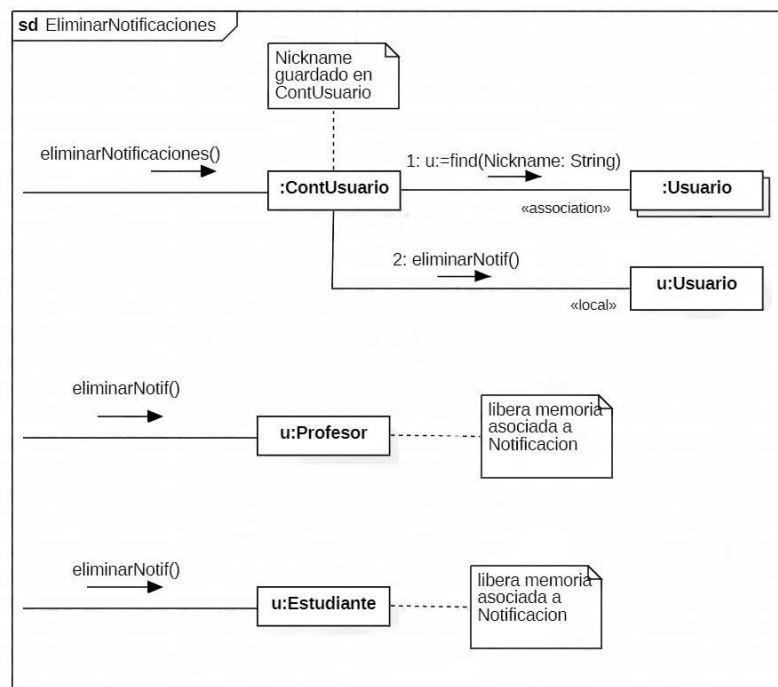 sd EliminarNotificaciones
Nickname
guardado en
ContUsuario
eliminarNotificaciones()
:ContUsuario
1: u:=find(Nickname: String)
:Usuario
«association»
2: eliminarNotif()
u:Usuario
«local»
eliminarNotif()
u:Profesor
libera memoria
asociada a
Notificacion
eliminarNotif()
u:Estudiante
libera memoria
asociada a
Notificacion